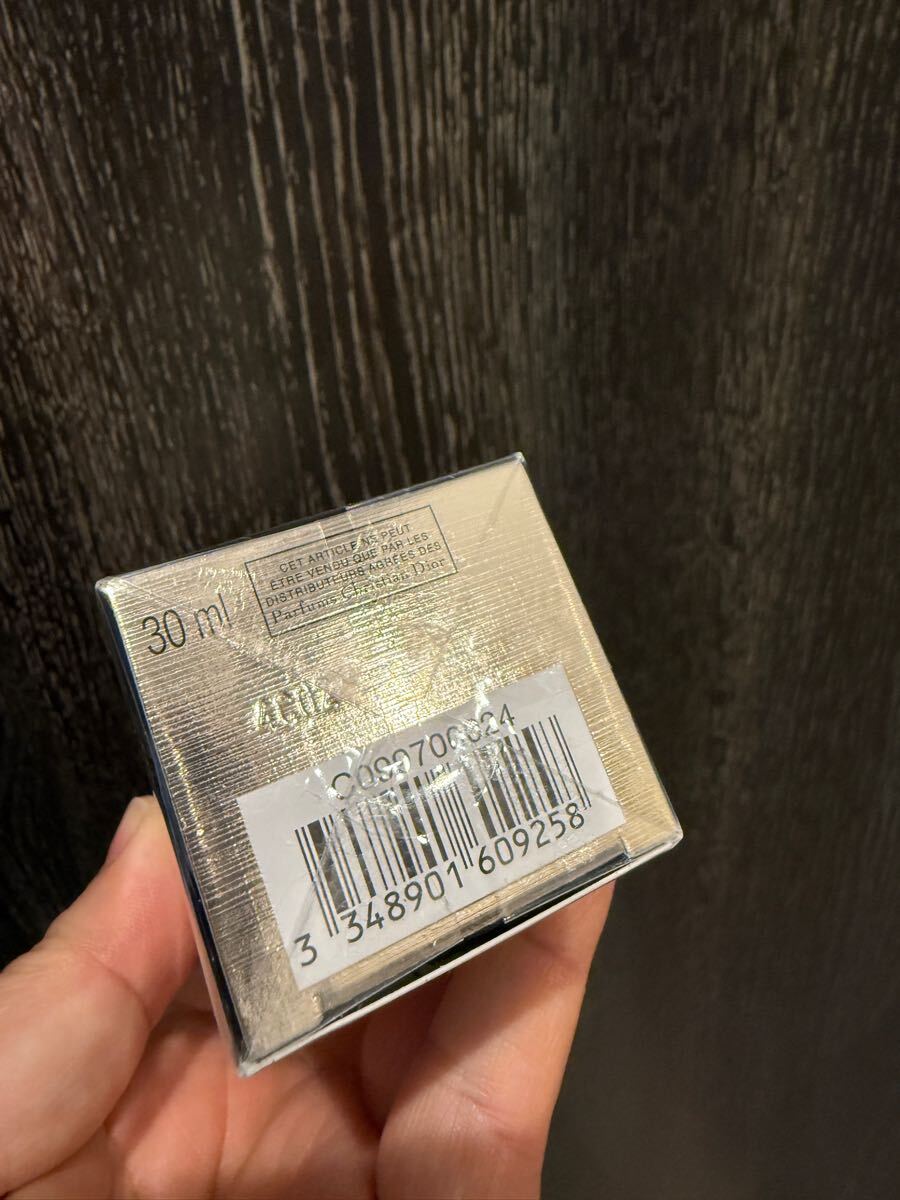 CET ARTICLE NE PEUT
ÊTRE VENDU QUE PAR LES
DISTRIBUTEURS AGRÉÉS DES
Parfums Christian Dior
30 ml
3 348901 609258